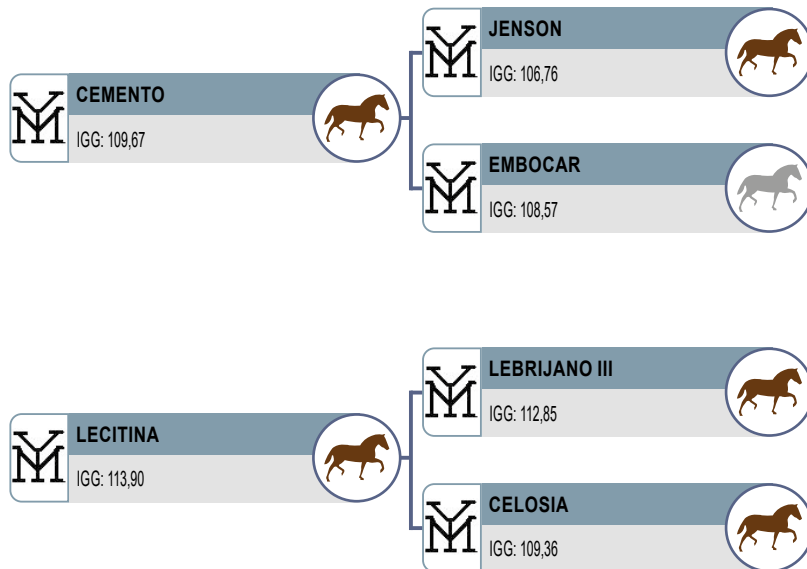 JENSON
IGG: 106,76
CEMENTO
IGG: 109,67
EMBOCAR
IGG: 108,57
LEBRIJANO III
IGG: 112,85
LECITINA
IGG: 113,90
CELOSIA
IGG: 109,36